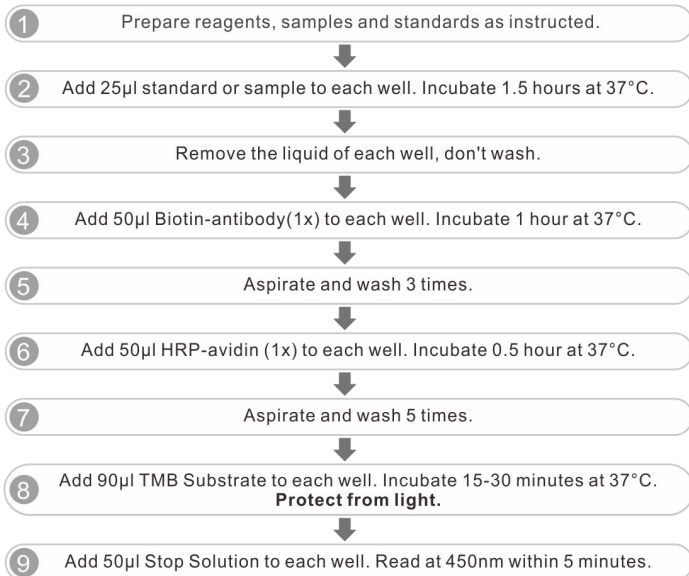 1 Prepare reagents, samples and standards as instructed.
2 Add 25μl standard or sample to each well. Incubate 1.5 hours at 37°C.
3 Remove the liquid of each well, don't wash.
4 Add 50μl Biotin-antibody(1x) to each well. Incubate 1 hour at 37°C.
5 Aspirate and wash 3 times.
6 Add 50μl HRP-avidin (1x) to each well. Incubate 0.5 hour at 37°C.
7 Aspirate and wash 5 times.
8 Add 90μl TMB Substrate to each well. Incubate 15-30 minutes at 37°C.
Protect from light.
9 Add 50μl Stop Solution to each well. Read at 450nm within 5 minutes.